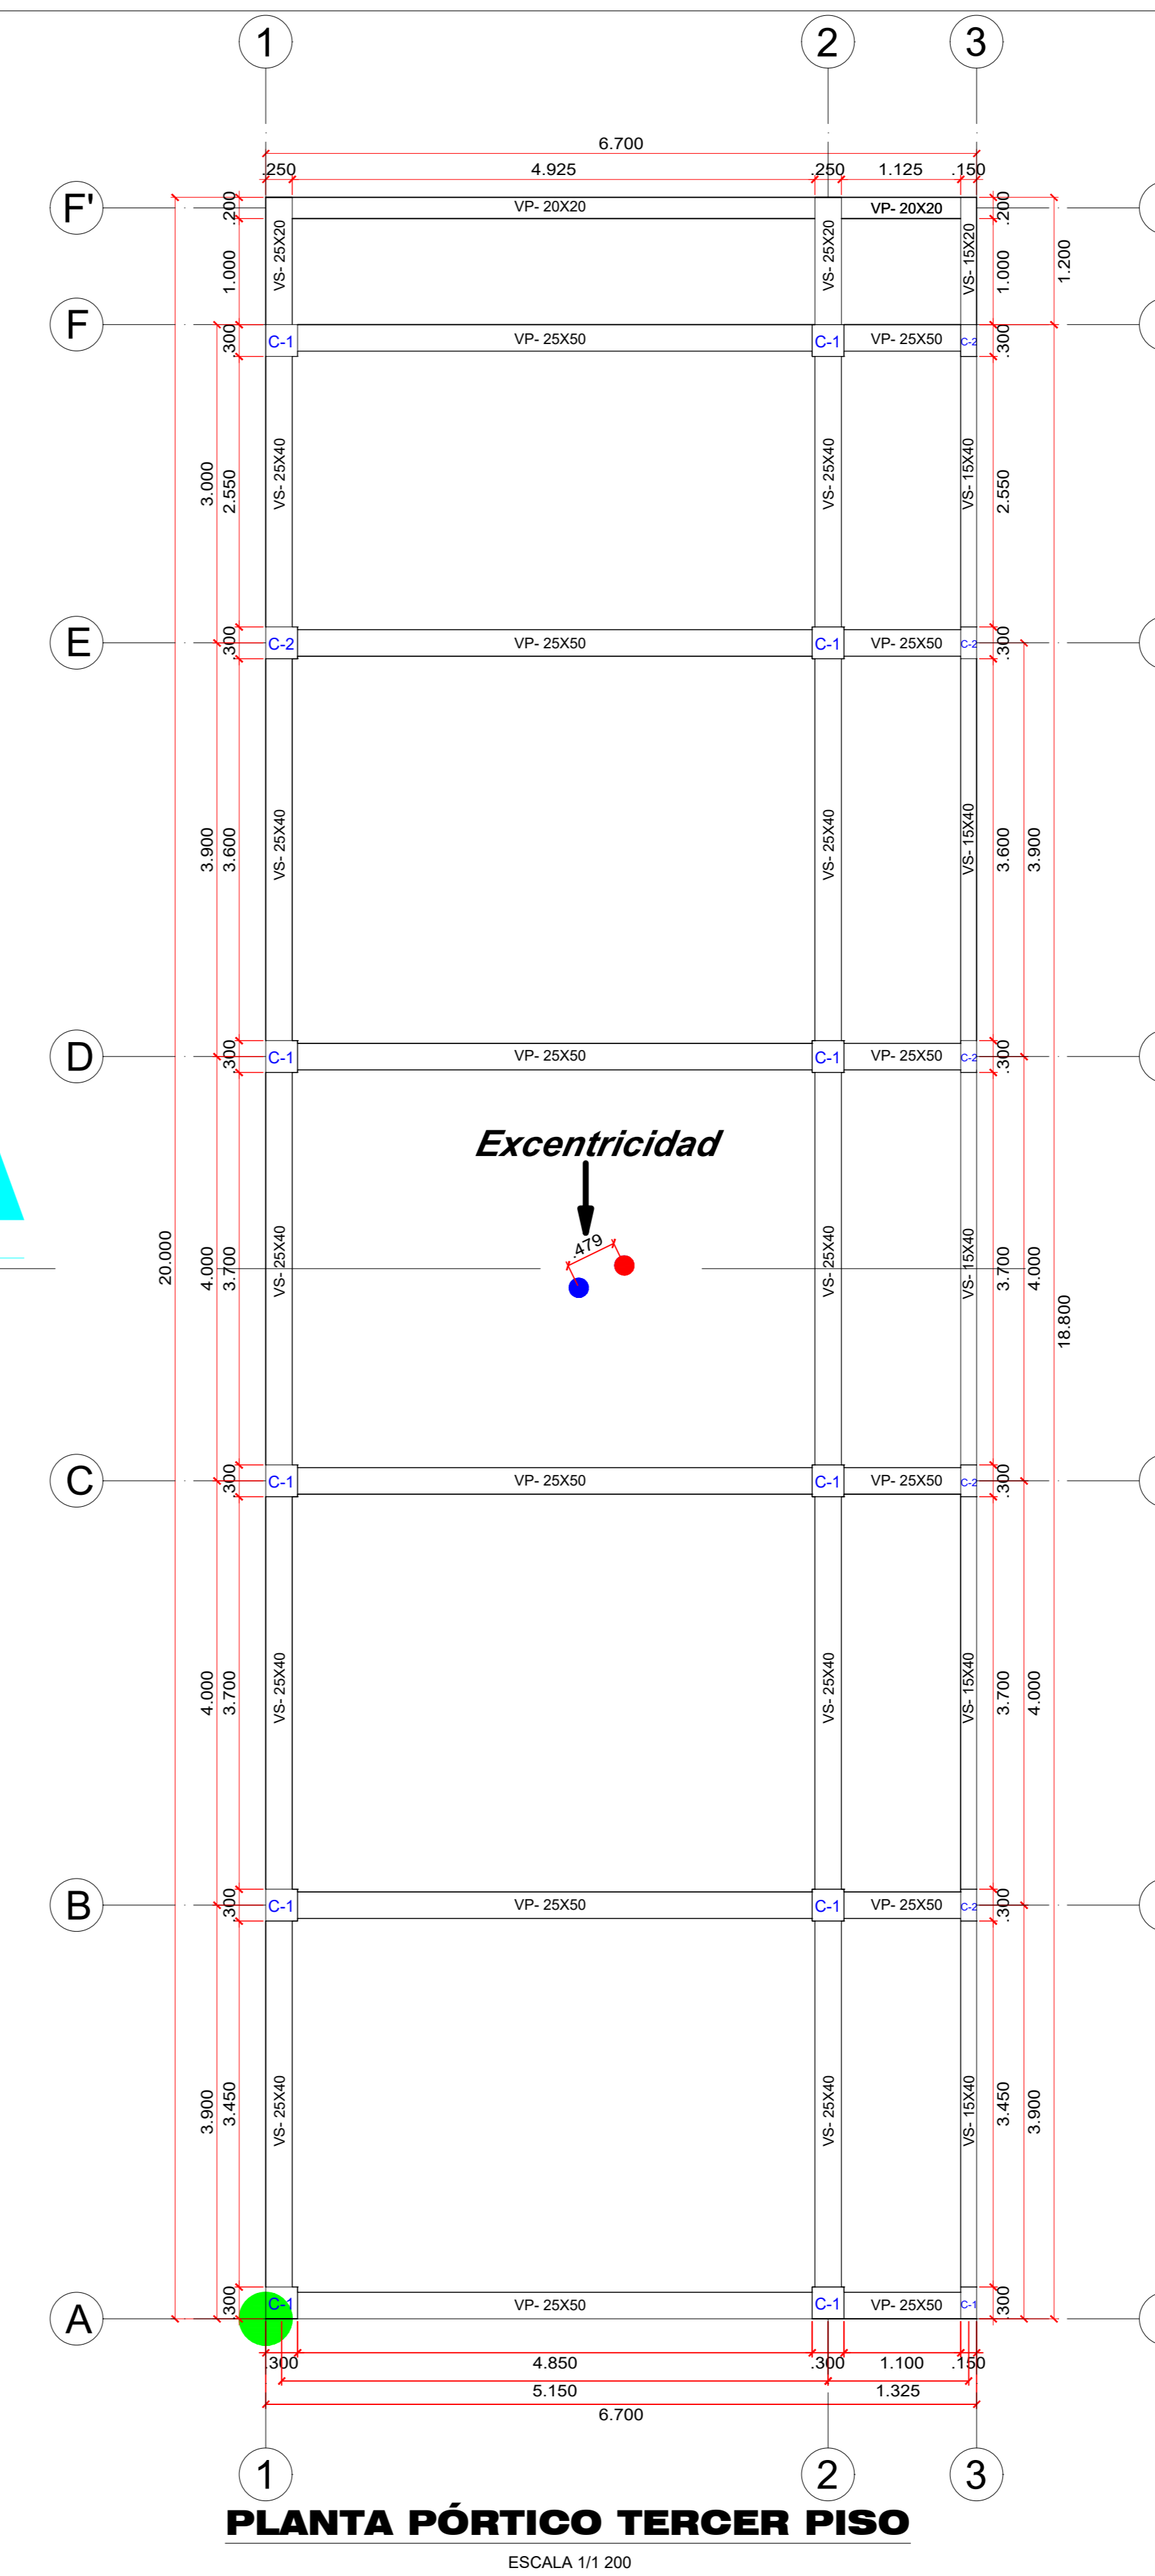 1 2 3
6.700
.250 4.925 .250 1.125 .150
F' .200 VP- 20X20 VP- 20X20 .200
1.000 VS- 25X20 VS- 25X20 VS- 15X20 1.000 1.200
F .300 C-1 VP- 25X50 C-1 VP- 25X50 C-2 .300
3.000 2.550 VS- 25X40 VS- 25X40 VS- 15X40 2.550
E .300 C-2 VP- 25X50 C-1 VP- 25X50 C-2 .300
3.900 3.600 VS- 25X40 VS- 25X40 VS- 15X40 3.600 3.900
D .300 C-1 VP- 25X50 C-1 VP- 25X50 C-2 .300
Excentricidad
.479
20.000 4.000 3.700 VS- 25X40 VS- 25X40 VS- 15X40 3.700 4.000 18.800
C .300 C-1 VP- 25X50 C-1 VP- 25X50 C-2 .300
4.000 3.700 VS- 25X40 VS- 25X40 VS- 15X40 3.700 4.000
B .300 C-1 VP- 25X50 C-1 VP- 25X50 C-2 .300
3.900 3.450 VS- 25X40 VS- 25X40 VS- 15X40 3.450 3.900
A .300 C-1 VP- 25X50 C-1 VP- 25X50 C-1 .300
.300 4.850 .300 1.100 .150
5.150 1.325
6.700
1 2 3
PLANTA PÓRTICO TERCER PISO
ESCALA 1/1 200